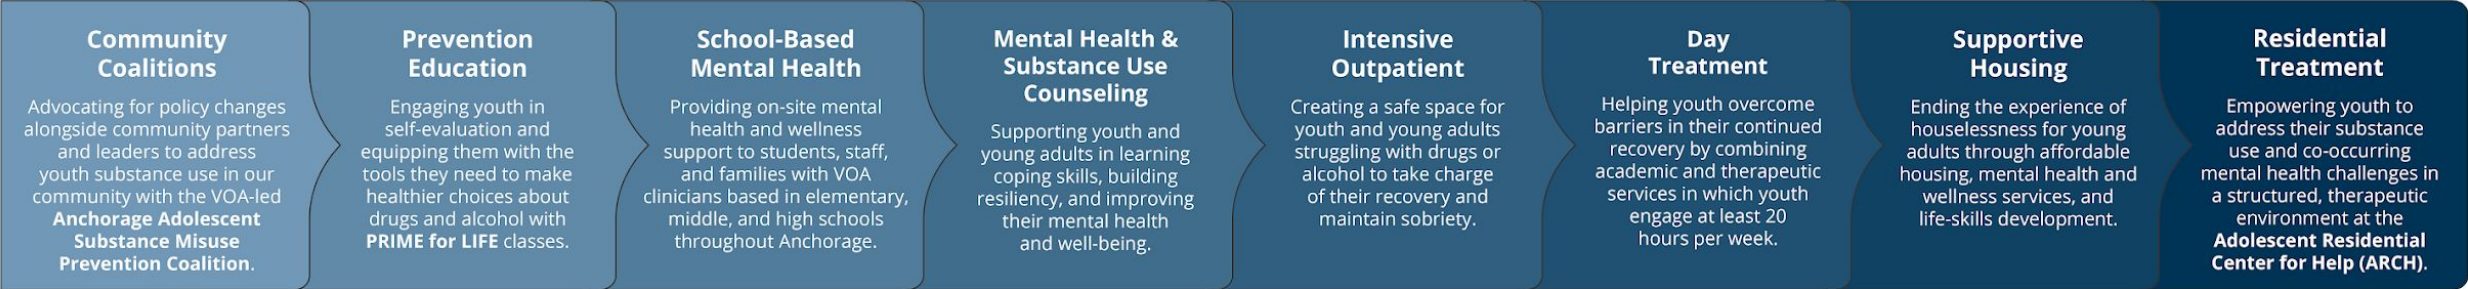 Community
Coalitions
Advocating for policy changes
alongside community partners
and leaders to address
youth substance use in our
community with the VOA-led
Anchorage Adolescent
Substance Misuse
Prevention Coalition.
Prevention
Education
Engaging youth in
self-evaluation and
equipping them with the
tools they need to make
healthier choices about
drugs and alcohol with
PRIME for LIFE classes.
School-Based
Mental Health
Providing on-site mental
health and wellness
support to students, staff,
and families with VOA
clinicians based in elementary,
middle, and high schools
throughout Anchorage.
Mental Health &
Substance Use
Counseling
Supporting youth and
young adults in learning
coping skills, building
resiliency, and improving
their mental health
and well-being.
Intensive
Outpatient
Creating a safe space for
youth and young adults
struggling with drugs or
alcohol to take charge
of their recovery and
maintain sobriety.
Day
Treatment
Helping youth overcome
barriers in their continued
recovery by combining
academic and therapeutic
services in which youth
engage at least 20
hours per week.
Supportive
Housing
Ending the experience of
houselessness for young
adults through affordable
housing, mental health and
wellness services, and
life-skills development.
Residential
Treatment
Empowering youth to
address their substance
use and co-occurring
mental health challenges in
a structured, therapeutic
environment at the
Adolescent Residential
Center for Help (ARCH).